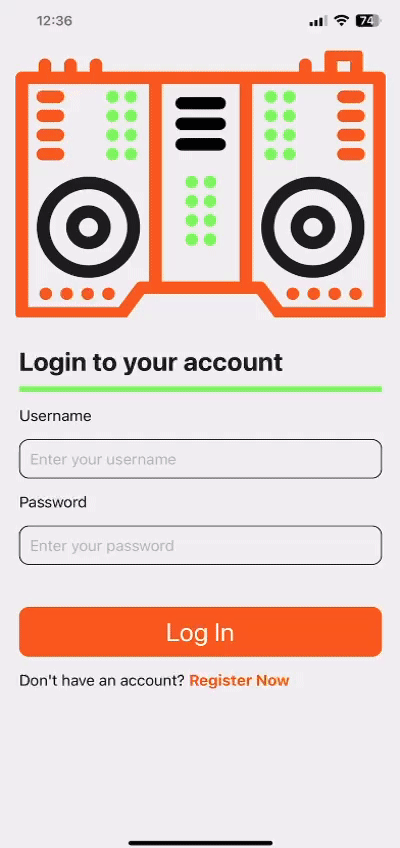 12:36
74
Login to your account
Username
Enter your username
Password
Enter your password
Log In
Don't have an account? Register Now